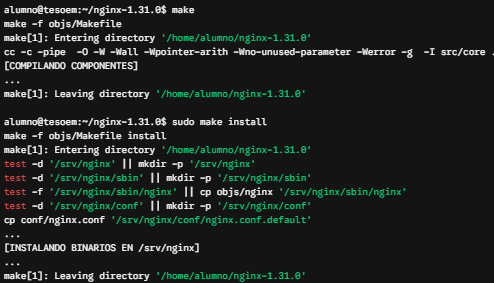 alumno@tesoem:~/nginx-1.31.0$ make
make -f objs/Makefile
make[1]: Entering directory '/home/alumno/nginx-1.31.0'
cc -c -pipe  -O -W -Wall -Wpointer-arith -Wno-unused-parameter -Werror -g  -I src/core .
[COMPILANDO COMPONENTES]
...
make[1]: Leaving directory '/home/alumno/nginx-1.31.0'
alumno@tesoem:~/nginx-1.31.0$ sudo make install
make -f objs/Makefile install
make[1]: Entering directory '/home/alumno/nginx-1.31.0'
test -d '/srv/nginx' || mkdir -p '/srv/nginx'
test -d '/srv/nginx/sbin' || mkdir -p '/srv/nginx/sbin'
test -f '/srv/nginx/sbin/nginx' || cp objs/nginx '/srv/nginx/sbin/nginx'
test -d '/srv/nginx/conf' || mkdir -p '/srv/nginx/conf'
cp conf/nginx.conf '/srv/nginx/conf/nginx.conf.default'
...
[INSTALANDO BINARIOS EN /srv/nginx]
...
make[1]: Leaving directory '/home/alumno/nginx-1.31.0'